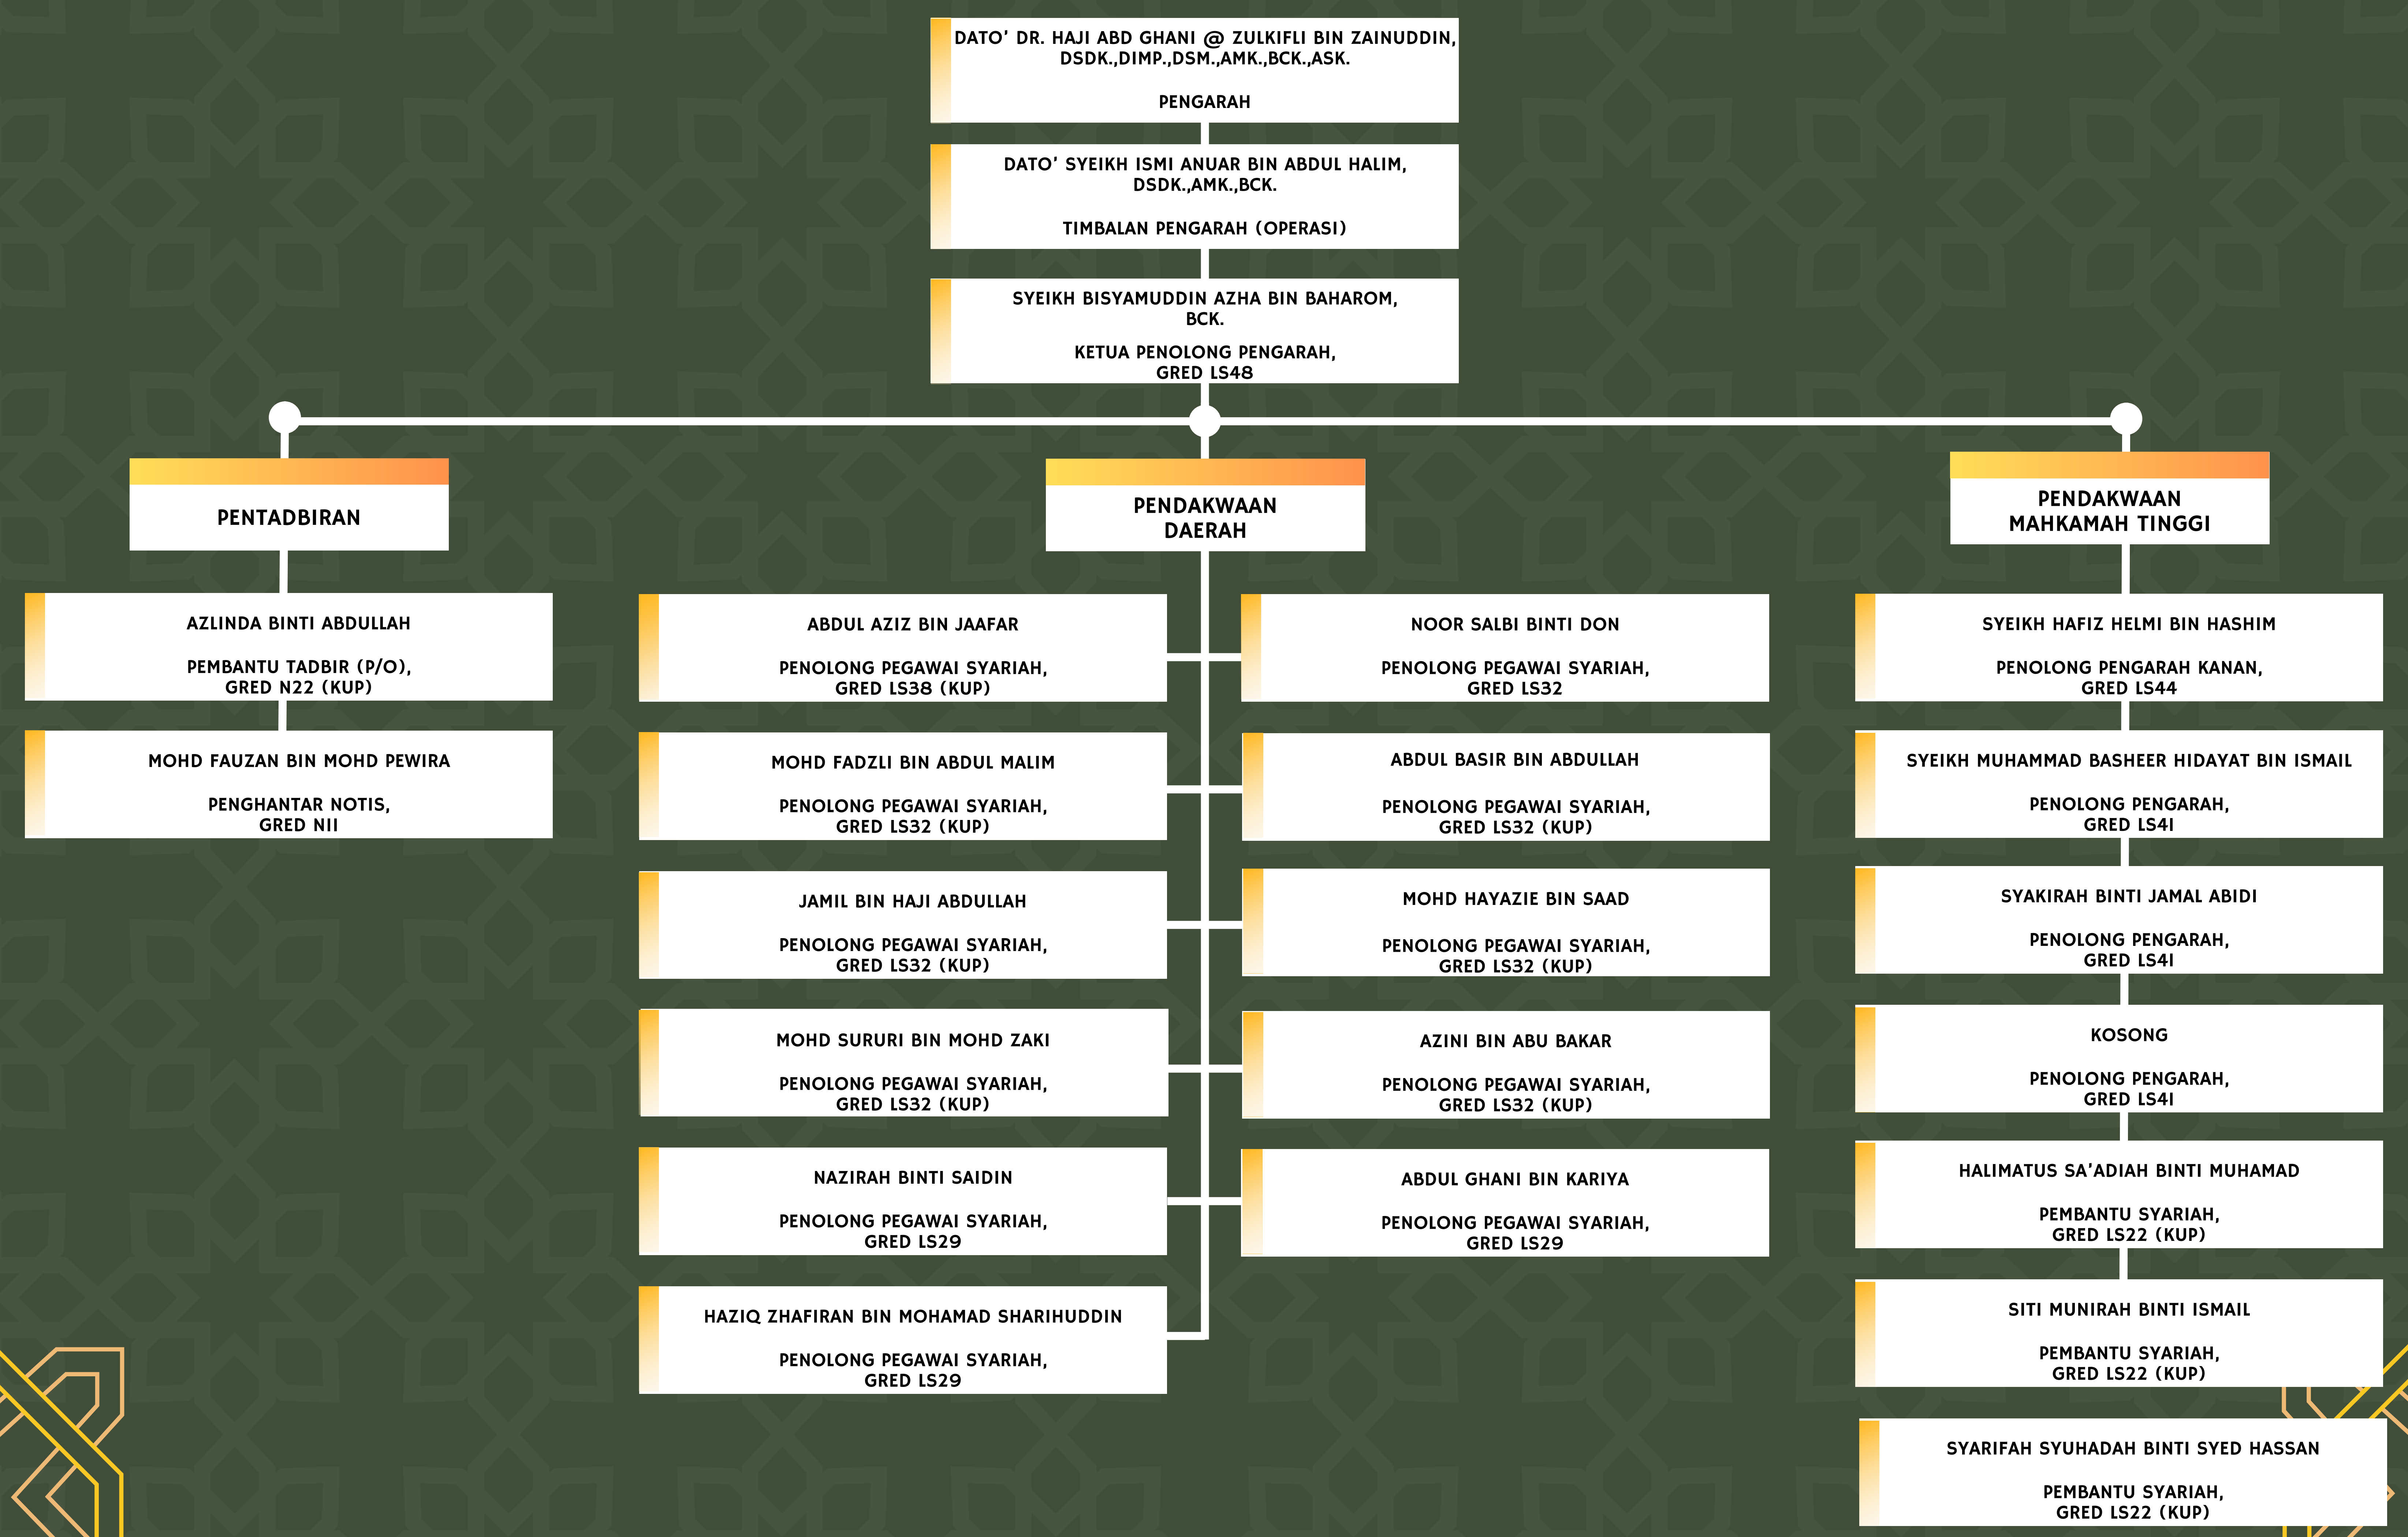 DATO' DR. HAJI ABD GHANI @ ZULKIFLI BIN ZAINUDDIN,
DSDK.,DIMP.,DSM.,AMK.,BCK.,ASK.
PENGARAH
DATO' SYEIKH ISMI ANUAR BIN ABDUL HALIM,
DSDK.,AMK.,BCK.
TIMBALAN PENGARAH (OPERASI)
SYEIKH BISYAMUDDIN AZHA BIN BAHAROM,
BCK.
KETUA PENOLONG PENGARAH,
GRED LS48
PENTADBIRAN
AZLINDA BINTI ABDULLAH
PEMBANTU TADBIR (P/O),
GRED N22 (KUP)
MOHD FAUZAN BIN MOHD PEWIRA
PENGHANTAR NOTIS,
GRED N11
PENDAKWAAN
DAERAH
ABDUL AZIZ BIN JAAFAR
PENOLONG PEGAWAI SYARIAH,
GRED LS38 (KUP)
MOHD FADZLI BIN ABDUL MALIM
PENOLONG PEGAWAI SYARIAH,
GRED LS32 (KUP)
JAMIL BIN HAJI ABDULLAH
PENOLONG PEGAWAI SYARIAH,
GRED LS32 (KUP)
MOHD SURURI BIN MOHD ZAKI
PENOLONG PEGAWAI SYARIAH,
GRED LS32 (KUP)
NAZIRAH BINTI SAIDIN
PENOLONG PEGAWAI SYARIAH,
GRED LS29
HAZIQ ZHAFIRAN BIN MOHAMAD SHARIHUDDIN
PENOLONG PEGAWAI SYARIAH,
GRED LS29
NOOR SALBI BINTI DON
PENOLONG PEGAWAI SYARIAH,
GRED LS32
ABDUL BASIR BIN ABDULLAH
PENOLONG PEGAWAI SYARIAH,
GRED LS32 (KUP)
MOHD HAYAZIE BIN SAAD
PENOLONG PEGAWAI SYARIAH,
GRED LS32 (KUP)
AZINI BIN ABU BAKAR
PENOLONG PEGAWAI SYARIAH,
GRED LS32 (KUP)
ABDUL GHANI BIN KARIYA
PENOLONG PEGAWAI SYARIAH,
GRED LS29
PENDAKWAAN
MAHKAMAH TINGGI
SYEIKH HAFIZ HELMI BIN HASHIM
PENOLONG PENGARAH KANAN,
GRED LS44
SYEIKH MUHAMMAD BASHEER HIDAYAT BIN ISMAIL
PENOLONG PENGARAH,
GRED LS41
SYAKIRAH BINTI JAMAL ABIDI
PENOLONG PENGARAH,
GRED LS41
KOSONG
PENOLONG PENGARAH,
GRED LS41
HALIMATUS SA'ADIAH BINTI MUHAMAD
PEMBANTU SYARIAH,
GRED LS22 (KUP)
SITI MUNIRAH BINTI ISMAIL
PEMBANTU SYARIAH,
GRED LS22 (KUP)
SYARIFAH SYUHADAH BINTI SYED HASSAN
PEMBANTU SYARIAH,
GRED LS22 (KUP)